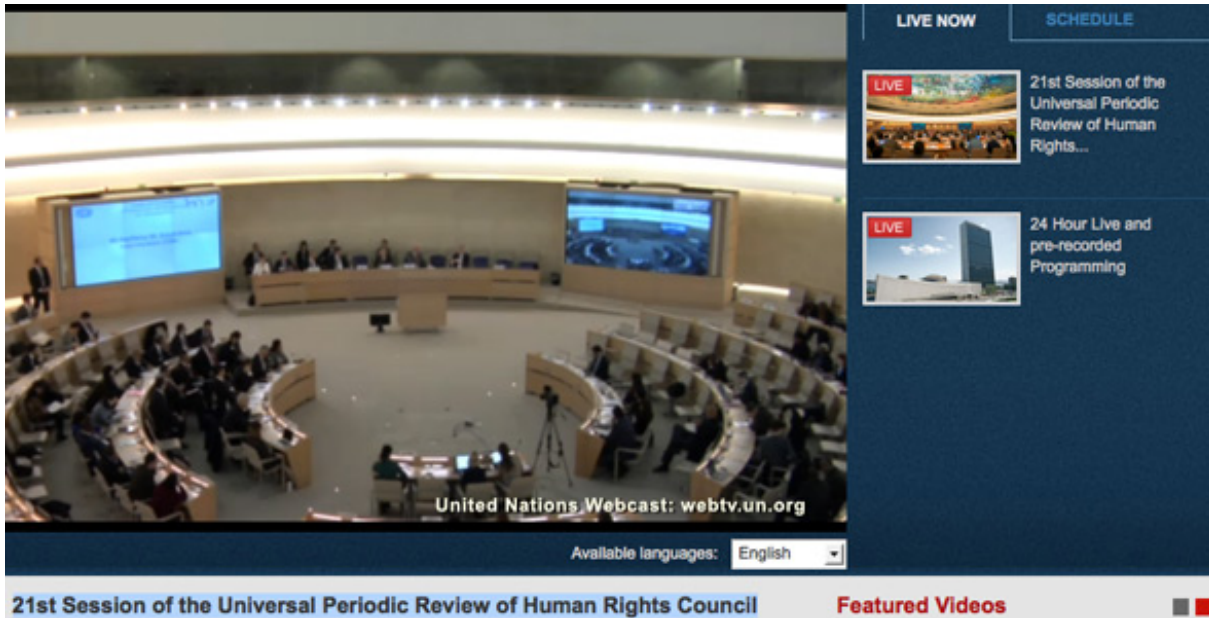 LIVE NOW
SCHEDULE
LIVE
21st Session of the
Universal Periodic
Review of Human
Rights...
LIVE
24 Hour Live and
pre-recorded
Programming
United Nations Webcast: webtv.un.org
Available languages: English
21st Session of the Universal Periodic Review of Human Rights Council
Featured Videos